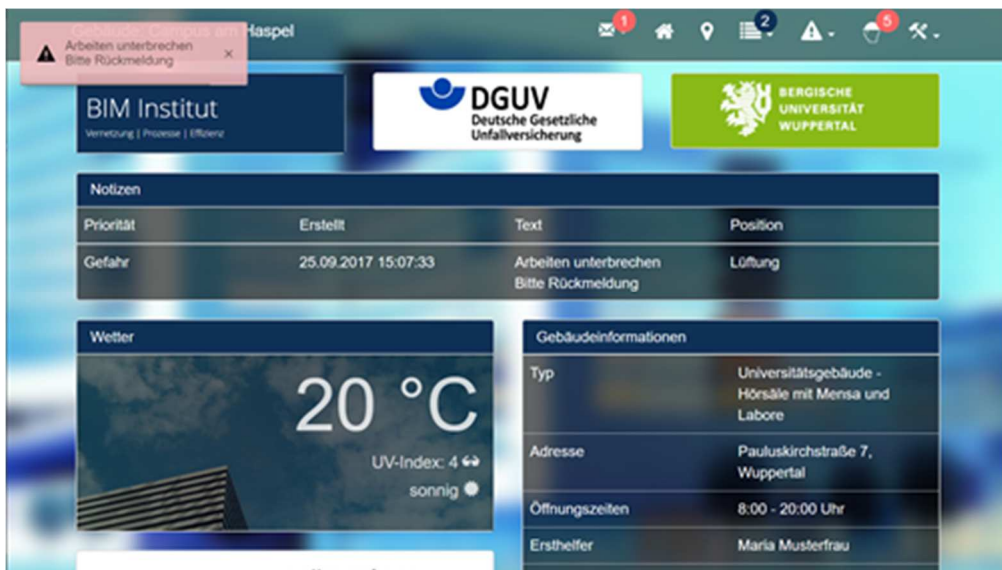 Gebäude: Campus am Haspel
1
2
5
Arbeiten unterbrechen
Bitte Rückmeldung
×
BIM Institut
Vernetzung | Prozesse | Effizienz
DGUV
Deutsche Gesetzliche
Unfallversicherung
BERGISCHE
UNIVERSITÄT
WUPPERTAL
Notizen
Priorität Erstellt Text Position
Gefahr 25.09.2017 15:07:33 Arbeiten unterbrechen Lüftung
Bitte Rückmeldung
Wetter
20 °C
UV-Index: 4
sonnig
Gebäudeinformationen
Typ Universitätsgebäude -
Hörsäle mit Mensa und
Labore
Adresse Pauluskirchstraße 7,
Wuppertal
Öffnungszeiten 8:00 - 20:00 Uhr
Ersthelfer Maria Musterfrau